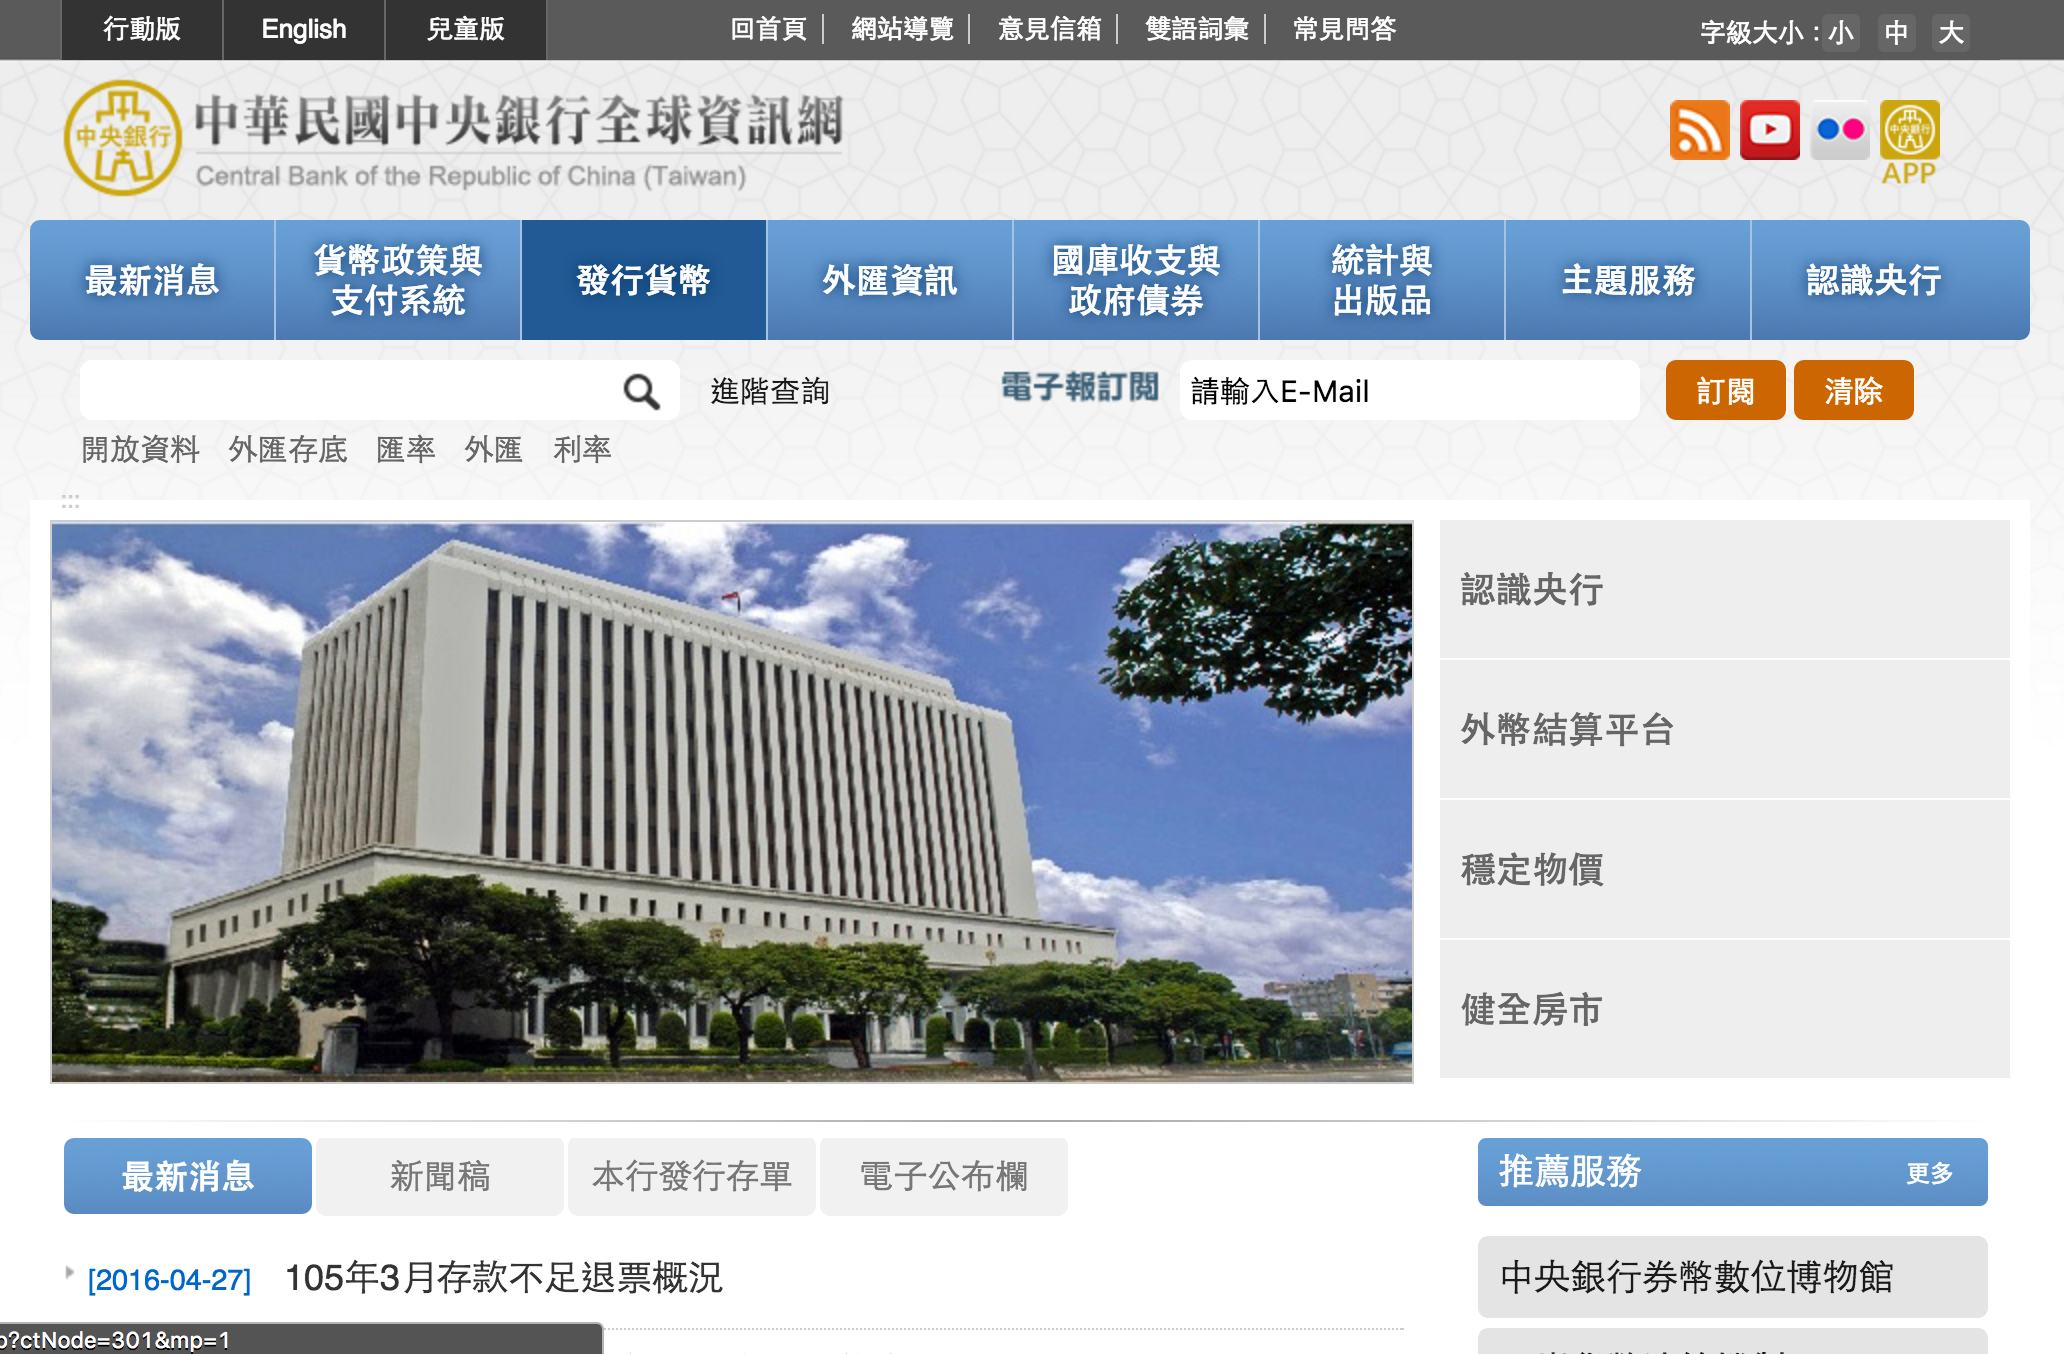 行動版
English
兒童版
回首頁
網站導覽
意見信箱
雙語詞彙
常見問答
字級大小 : 小 中 大
中央銀行
中華民國中央銀行全球資訊網
Central Bank of the Republic of China (Taiwan)
中央銀行
APP
最新消息
貨幣政策與
支付系統
發行貨幣
外匯資訊
國庫收支與
政府債券
統計與
出版品
主題服務
認識央行
進階查詢
電子報訂閱
請輸入E-Mail
訂閱
清除
開放資料 外匯存底 匯率 外匯 利率
:::
認識央行
外幣結算平台
穩定物價
健全房市
最新消息
新聞稿
本行發行存單
電子公布欄
推薦服務
更多
[2016-04-27] 105年3月存款不足退票概況
中央銀行券幣數位博物館
?ctNode=301&mp=1